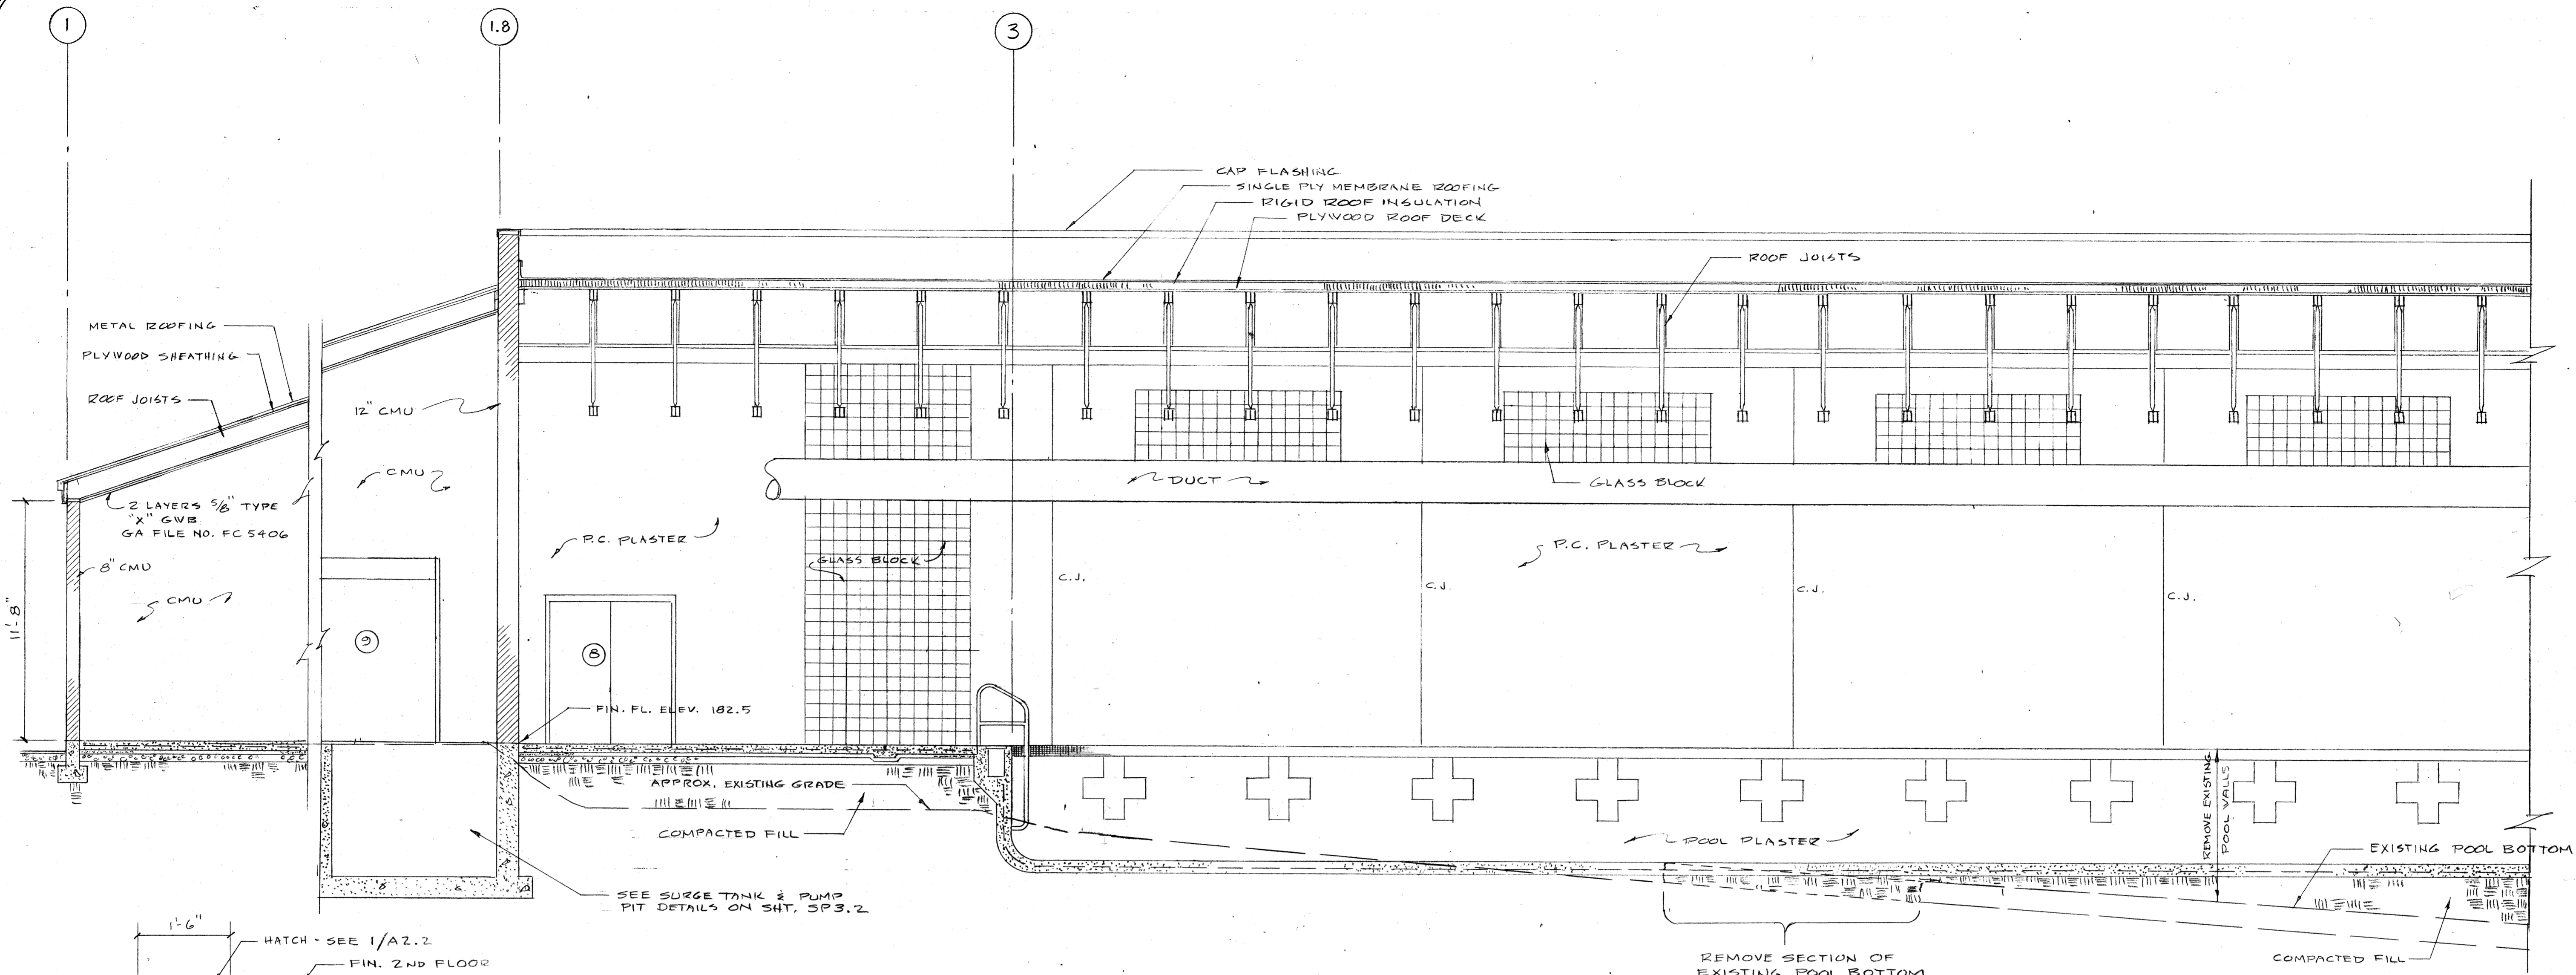 1
1.8
3
CAP FLASHING
SINGLE PLY MEMBRANE ROOFING
RIGID ROOF INSULATION
PLYWOOD ROOF DECK
ROOF JOISTS
METAL ROOFING
PLYWOOD SHEATHING
ROOF JOISTS
12" CMU
CMU
2 LAYERS 5/8" TYPE
"X" GWB
GA FILE NO. FC 5406
8" CMU
CMU
11'-8"
9
8
P.C. PLASTER
GLASS BLOCK
DUCT
GLASS BLOCK
P.C. PLASTER
C.J.
C.J.
C.J.
C.J.
FIN. FL. ELEV. 182.5
APPROX. EXISTING GRADE
COMPACTED FILL
SEE SURGE TANK & PUMP
PIT DETAILS ON SHT. SP3.2
POOL PLASTER
REMOVE EXISTING
POOL WALLS
EXISTING POOL BOTTOM
COMPACTED FILL
REMOVE SECTION OF
EXISTING POOL BOTTOM
1'-6"
HATCH - SEE 1/A2.2
FIN. 2ND FLOOR